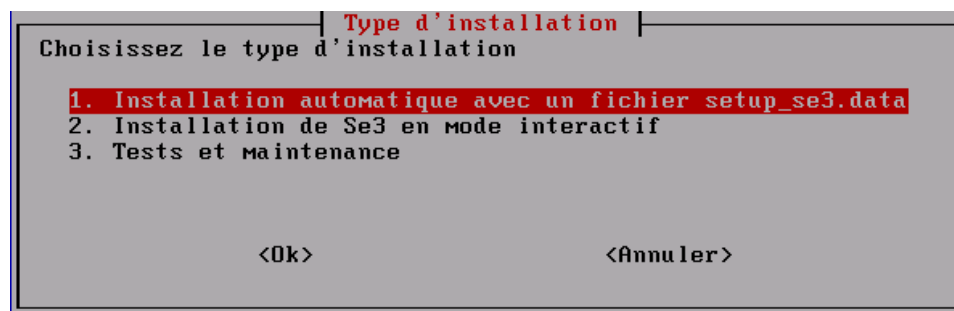 Type d'installation
Choisissez le type d'installation
1. Installation automatique avec un fichier setup_se3.data
2. Installation de Se3 en mode interactif
3. Tests et maintenance
<Ok> <Annuler>